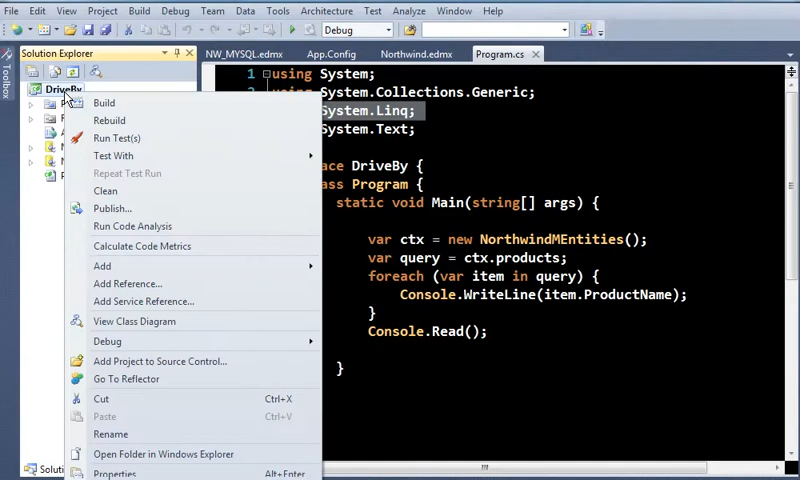 File Edit View Project Build Debug Team Data Tools Architecture Test Analyze Window Help
Debug
Solution Explorer
NW_MYSQL.edmx App.Config Northwind.edmx Program.cs
Toolbox
DriveBy
Build
Rebuild
Run Test(s)
Test With
Repeat Test Run
Clean
Publish...
Run Code Analysis
Calculate Code Metrics
Add
Add Reference...
Add Service Reference...
View Class Diagram
Debug
Add Project to Source Control...
Go To Reflector
Cut Ctrl+X
Paste Ctrl+V
Rename
Open Folder in Windows Explorer
Properties Alt+Enter
Soluti
1 using System;
2 System.Collections.Generic;
System.Linq;
System.Text;
ace DriveBy {
ass Program {
static void Main(string[] args) {
var ctx = new NorthwindMEntities();
var query = ctx.products;
foreach (var item in query) {
Console.WriteLine(item.ProductName);
}
Console.Read();
}